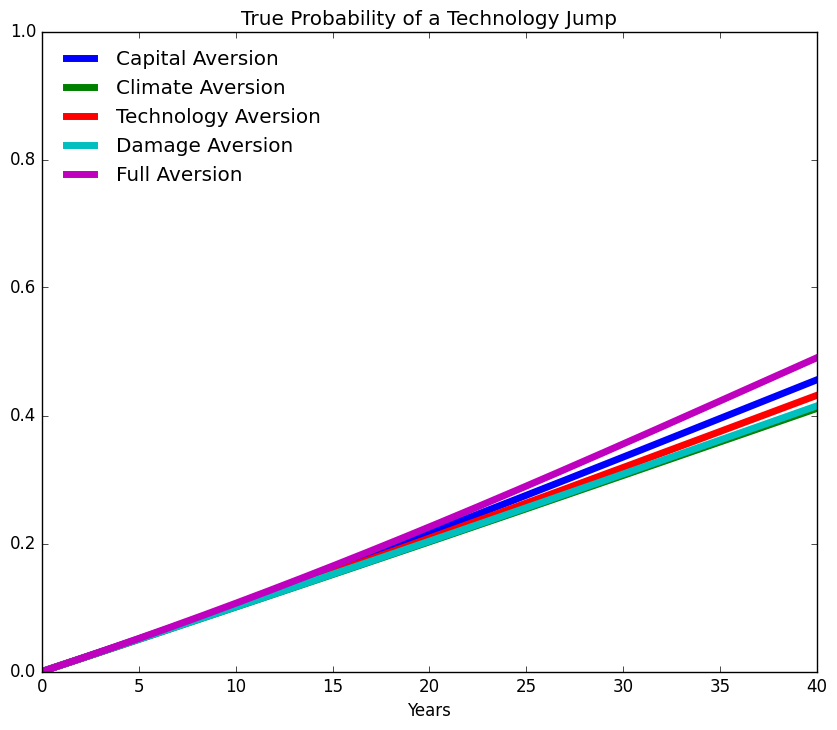 True Probability of a Technology Jump
1.0
Capital Aversion
Climate Aversion
Technology Aversion
Damage Aversion
Full Aversion
0.8
0.6
0.4
0.2
0.0
0 5 10 15 20 25 30 35 40
Years